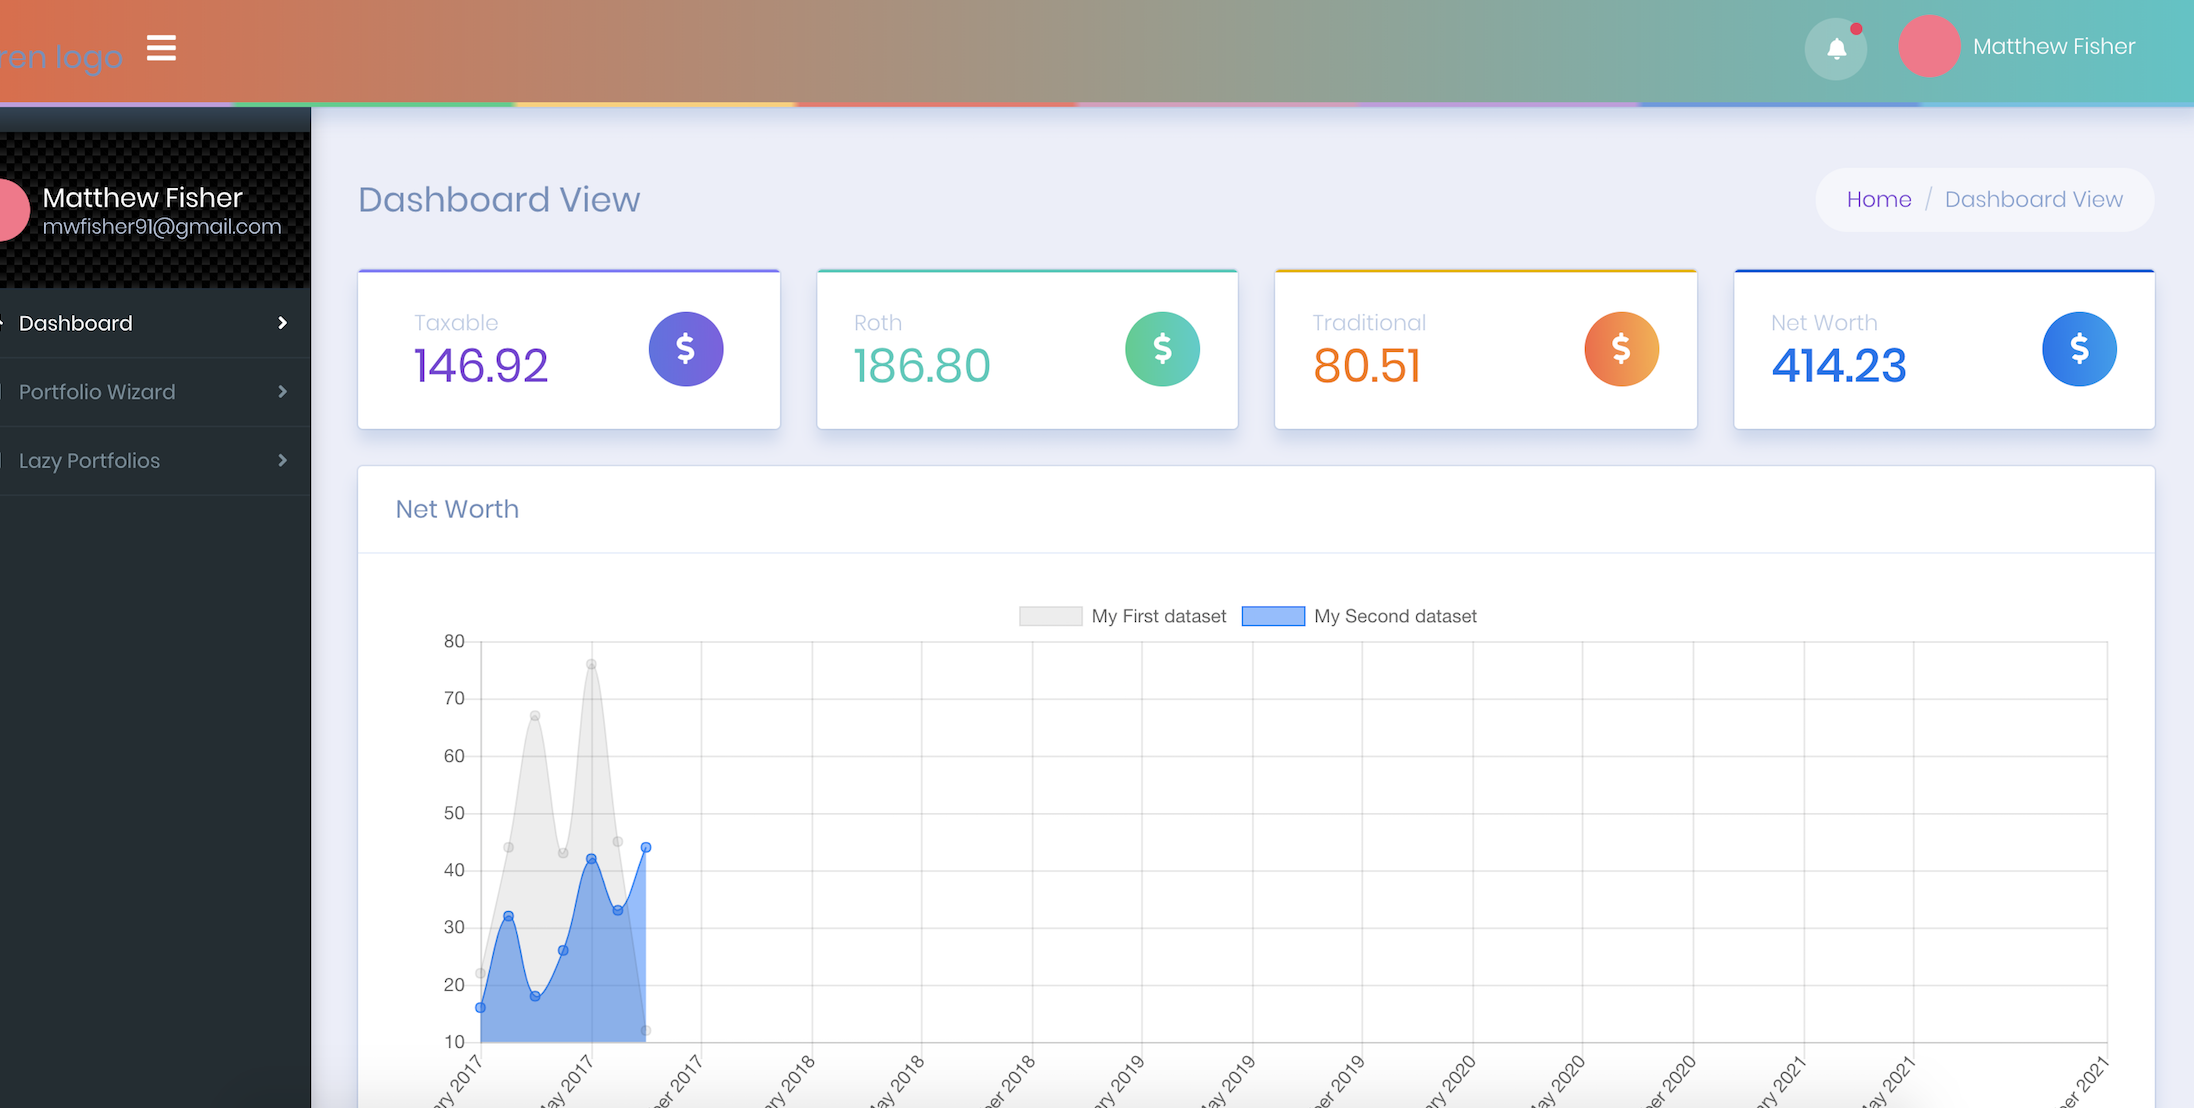 ren logo
Matthew Fisher
Matthew Fisher
mwfisher91@gmail.com
Dashboard
Portfolio Wizard
Lazy Portfolios
Dashboard View
Home / Dashboard View
Taxable
146.92
$
Roth
186.80
$
Traditional
80.51
$
Net Worth
414.23
$
Net Worth
My First dataset
My Second dataset
80
70
60
50
40
30
20
10
ry 2017
ay 2017
er 2017
ry 2018
ay 2018
er 2018
ry 2019
ay 2019
er 2019
ry 2020
ay 2020
er 2020
ry 2021
ay 2021
er 2021